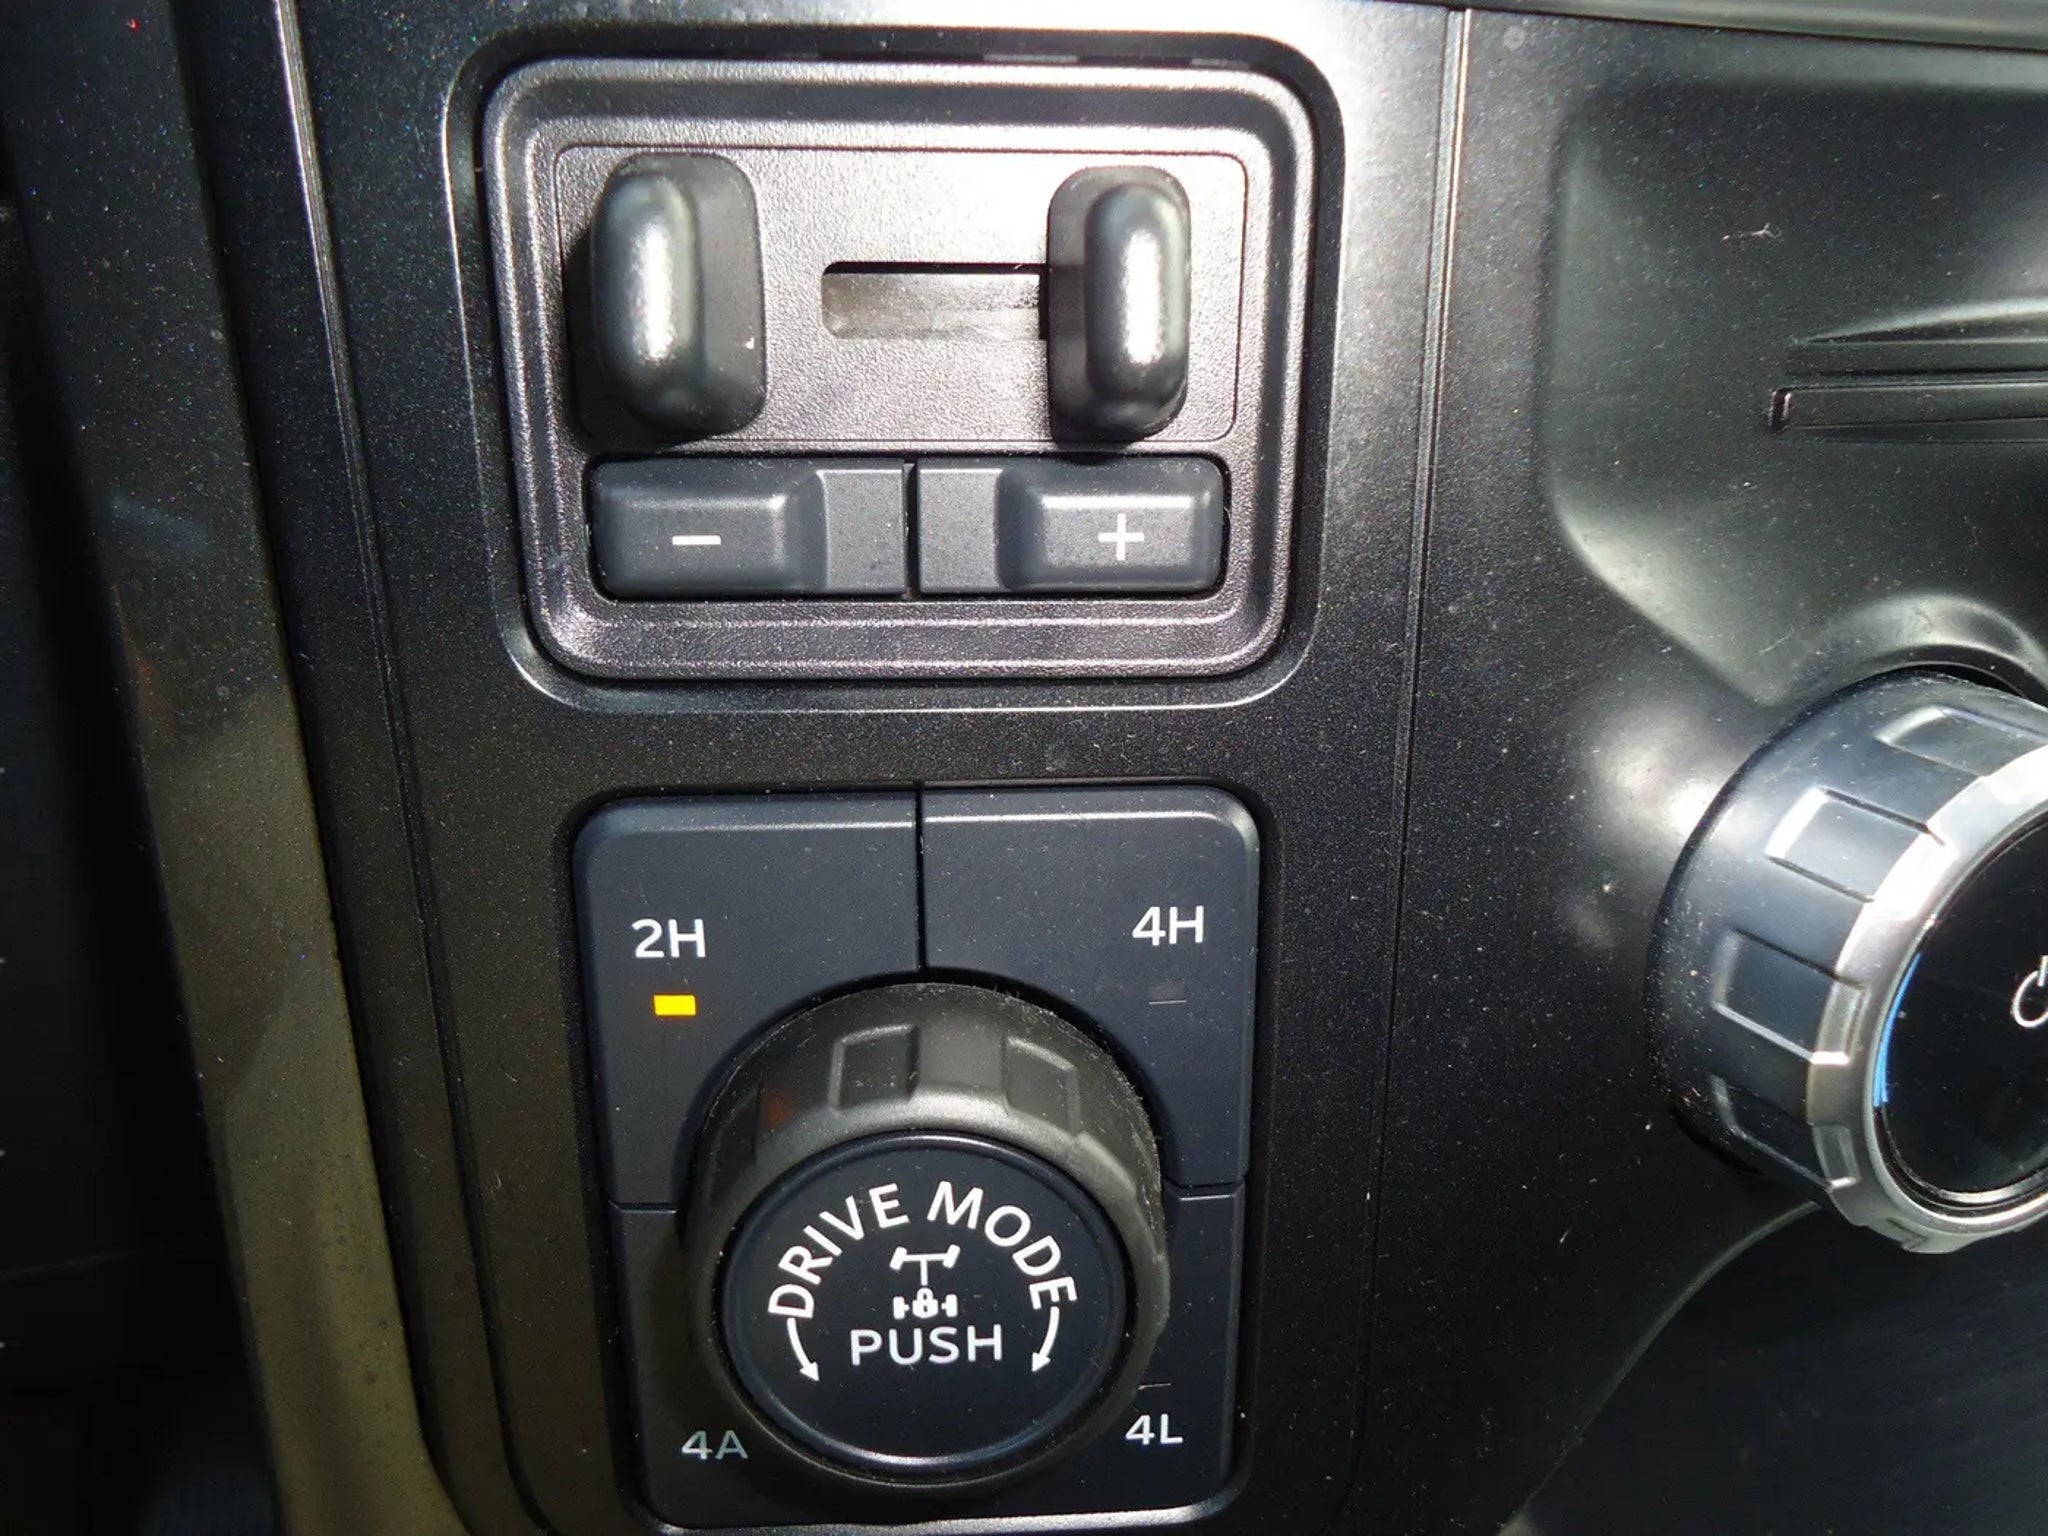 − +
2H 4H
DRIVE MODE
PUSH
4A 4L